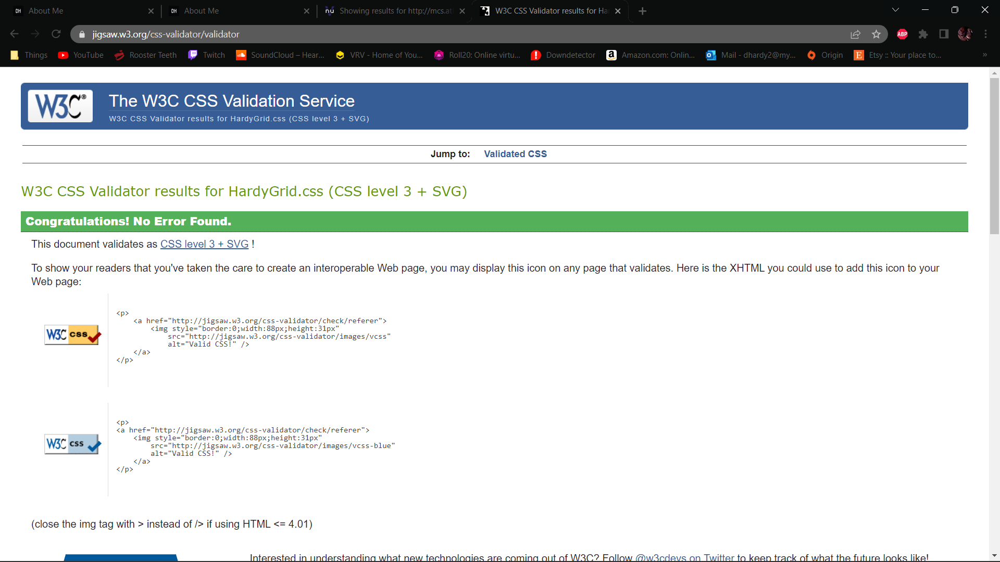 DH About Me
DH About Me
nu Showing results for http://mcs.at
W3C CSS Validator results for Ha
jigsaw.w3.org/css-validator/validator
ABP
Things
YouTube
Rooster Teeth
Twitch
SoundCloud – Hear...
VRV - Home of You...
Roll20: Online virtu...
Downdetector
Amazon.com: Onlin...
Mail - dhardy2@my...
Origin
Etsy :: Your place to...
»
W3C®
The W3C CSS Validation Service
W3C CSS Validator results for HardyGrid.css (CSS level 3 + SVG)
Jump to: Validated CSS
W3C CSS Validator results for HardyGrid.css (CSS level 3 + SVG)
Congratulations! No Error Found.
This document validates as CSS level 3 + SVG !
To show your readers that you've taken the care to create an interoperable Web page, you may display this icon on any page that validates. Here is the XHTML you could use to add this icon to your
Web page:
W3C css
<p>
<a href="http://jigsaw.w3.org/css-validator/check/referer">
<img style="border:0;width:88px;height:31px"
src="http://jigsaw.w3.org/css-validator/images/vcss"
alt="Valid CSS!" />
</a>
</p>
W3C css
<p>
<a href="http://jigsaw.w3.org/css-validator/check/referer">
<img style="border:0;width:88px;height:31px"
src="http://jigsaw.w3.org/css-validator/images/vcss-blue"
alt="Valid CSS!" />
</a>
</p>
(close the img tag with > instead of /> if using HTML <= 4.01)
Interested in understanding what new technologies are coming out of W3C? Follow @w3cdevs on Twitter to keep track of what the future looks like!